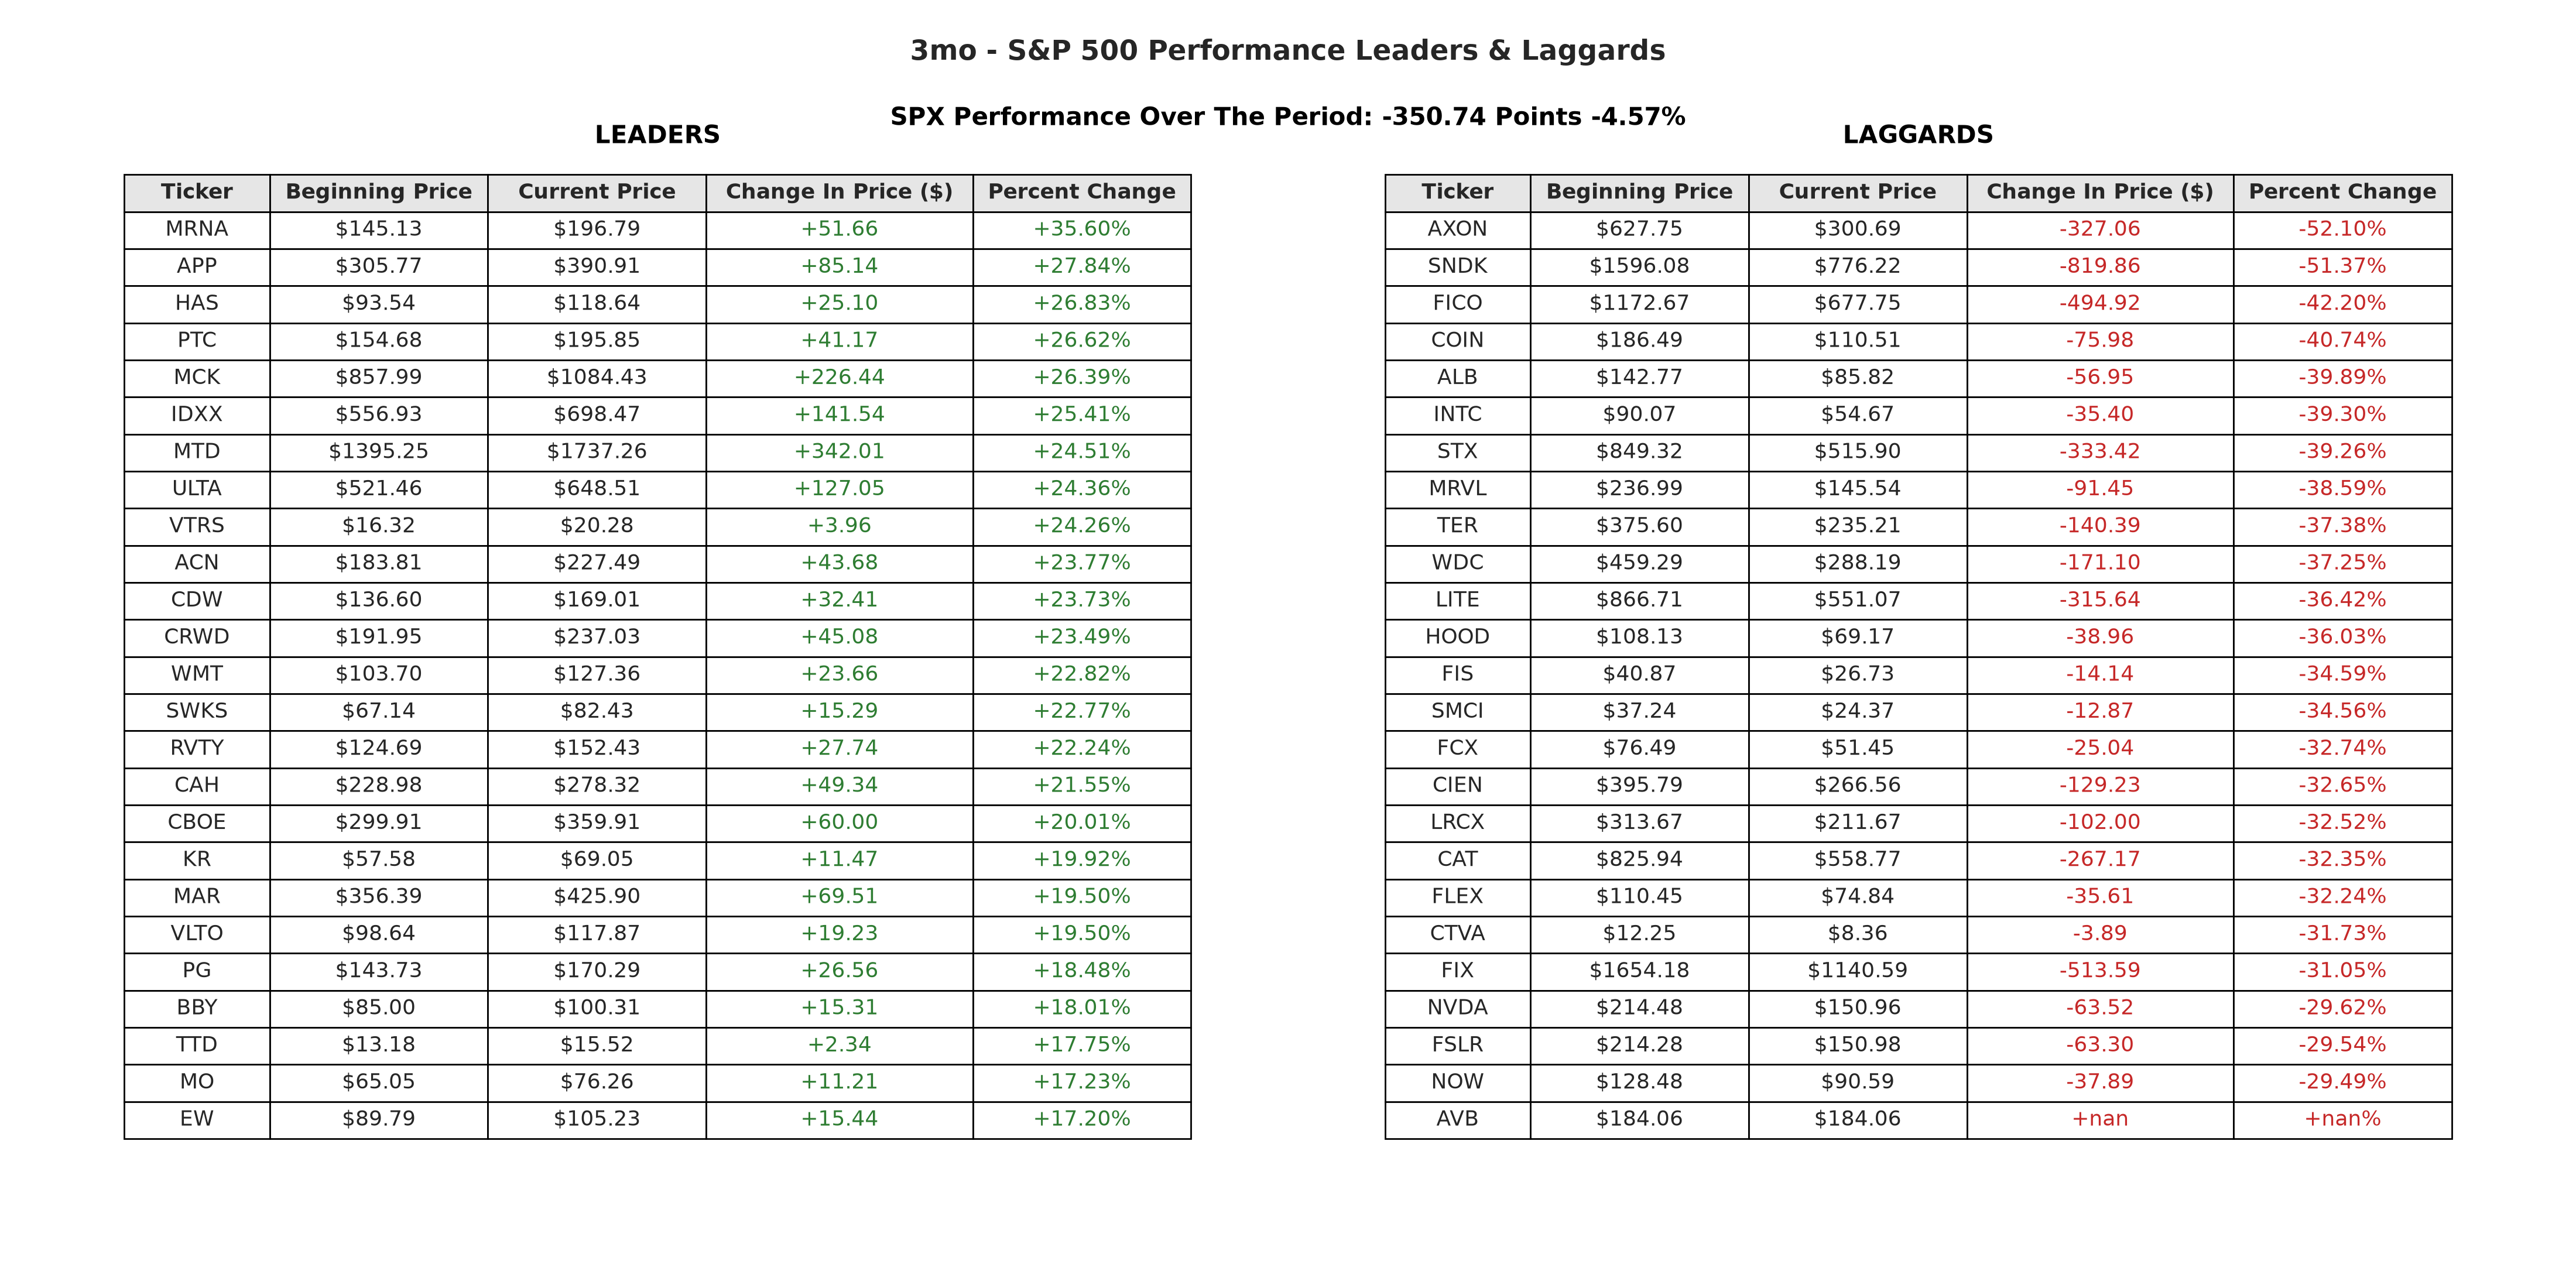 3mo - S&P 500 Performance Leaders & Laggards
SPX Performance Over The Period: -350.74 Points -4.57%
LEADERS
Ticker Beginning Price Current Price Change In Price ($) Percent Change
MRNA $145.13 $196.79 +51.66 +35.60%
APP $305.77 $390.91 +85.14 +27.84%
HAS $93.54 $118.64 +25.10 +26.83%
PTC $154.68 $195.85 +41.17 +26.62%
MCK $857.99 $1084.43 +226.44 +26.39%
IDXX $556.93 $698.47 +141.54 +25.41%
MTD $1395.25 $1737.26 +342.01 +24.51%
ULTA $521.46 $648.51 +127.05 +24.36%
VTRS $16.32 $20.28 +3.96 +24.26%
ACN $183.81 $227.49 +43.68 +23.77%
CDW $136.60 $169.01 +32.41 +23.73%
CRWD $191.95 $237.03 +45.08 +23.49%
WMT $103.70 $127.36 +23.66 +22.82%
SWKS $67.14 $82.43 +15.29 +22.77%
RVTY $124.69 $152.43 +27.74 +22.24%
CAH $228.98 $278.32 +49.34 +21.55%
CBOE $299.91 $359.91 +60.00 +20.01%
KR $57.58 $69.05 +11.47 +19.92%
MAR $356.39 $425.90 +69.51 +19.50%
VLTO $98.64 $117.87 +19.23 +19.50%
PG $143.73 $170.29 +26.56 +18.48%
BBY $85.00 $100.31 +15.31 +18.01%
TTD $13.18 $15.52 +2.34 +17.75%
MO $65.05 $76.26 +11.21 +17.23%
EW $89.79 $105.23 +15.44 +17.20%
LAGGARDS
Ticker Beginning Price Current Price Change In Price ($) Percent Change
AXON $627.75 $300.69 -327.06 -52.10%
SNDK $1596.08 $776.22 -819.86 -51.37%
FICO $1172.67 $677.75 -494.92 -42.20%
COIN $186.49 $110.51 -75.98 -40.74%
ALB $142.77 $85.82 -56.95 -39.89%
INTC $90.07 $54.67 -35.40 -39.30%
STX $849.32 $515.90 -333.42 -39.26%
MRVL $236.99 $145.54 -91.45 -38.59%
TER $375.60 $235.21 -140.39 -37.38%
WDC $459.29 $288.19 -171.10 -37.25%
LITE $866.71 $551.07 -315.64 -36.42%
HOOD $108.13 $69.17 -38.96 -36.03%
FIS $40.87 $26.73 -14.14 -34.59%
SMCI $37.24 $24.37 -12.87 -34.56%
FCX $76.49 $51.45 -25.04 -32.74%
CIEN $395.79 $266.56 -129.23 -32.65%
LRCX $313.67 $211.67 -102.00 -32.52%
CAT $825.94 $558.77 -267.17 -32.35%
FLEX $110.45 $74.84 -35.61 -32.24%
CTVA $12.25 $8.36 -3.89 -31.73%
FIX $1654.18 $1140.59 -513.59 -31.05%
NVDA $214.48 $150.96 -63.52 -29.62%
FSLR $214.28 $150.98 -63.30 -29.54%
NOW $128.48 $90.59 -37.89 -29.49%
AVB $184.06 $184.06 +nan +nan%